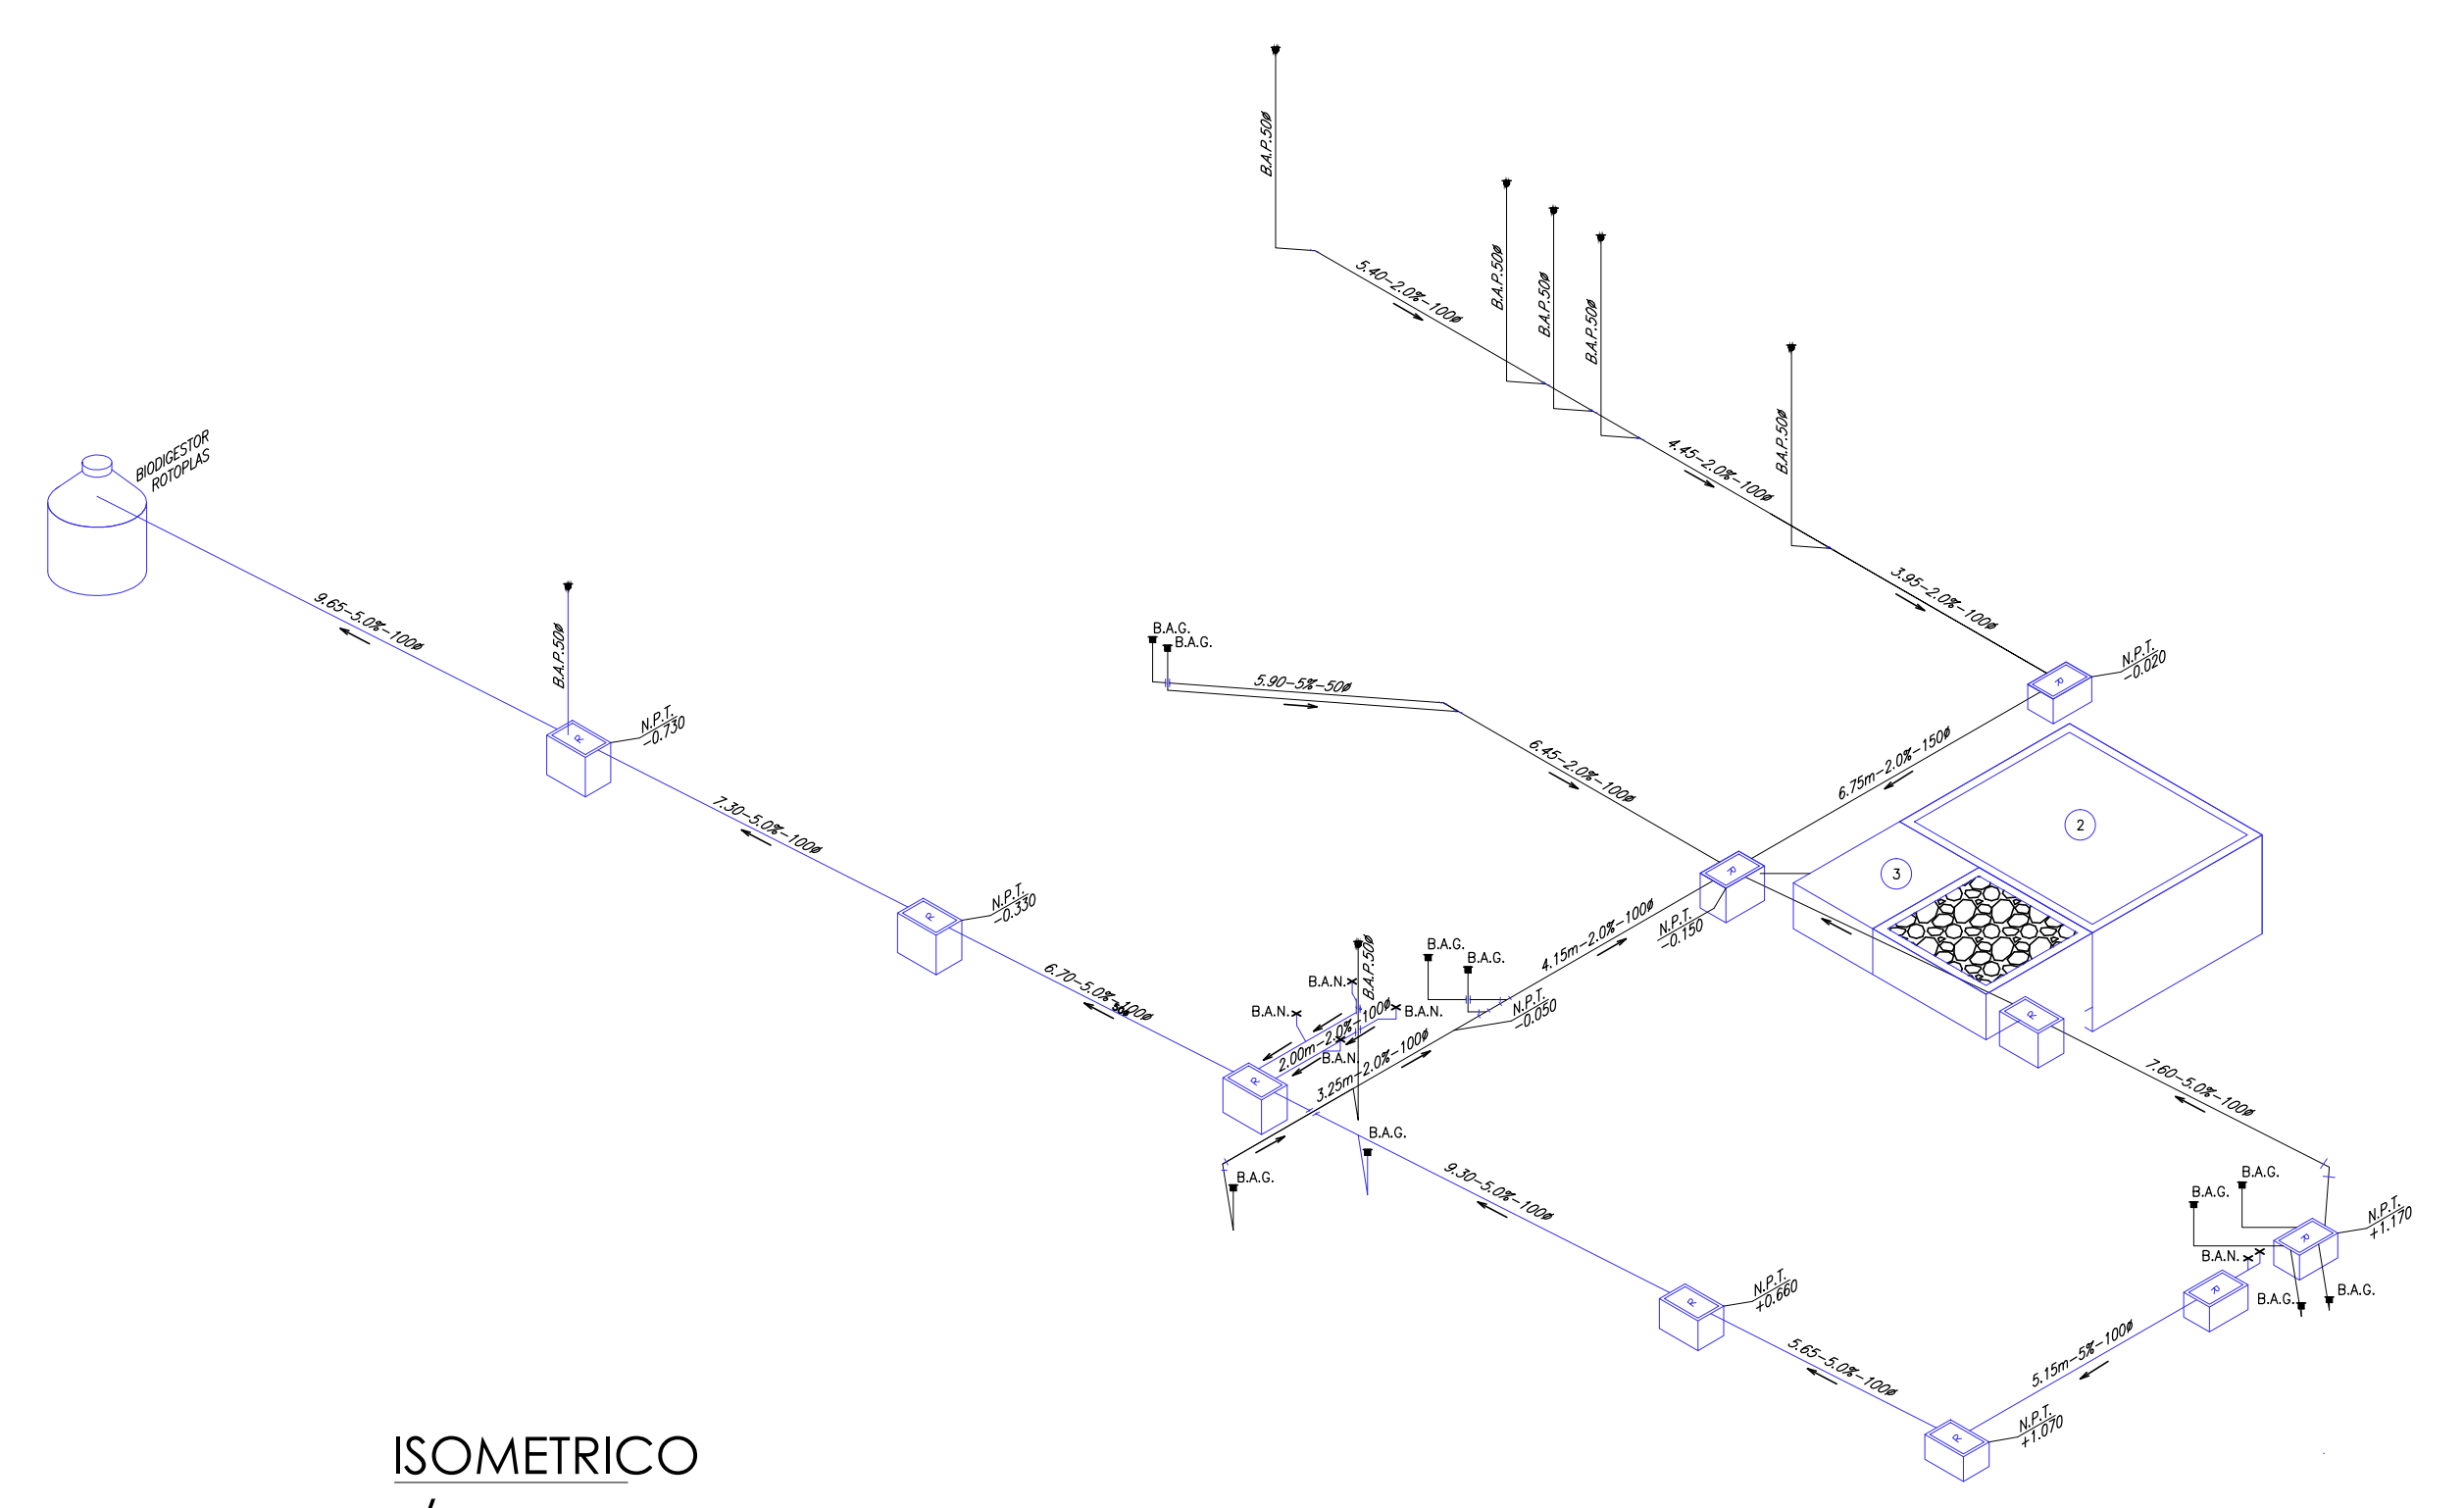 B.A.P.50ø
B.A.P.50ø
B.A.P.50ø
B.A.P.50ø
5.40-2.0%-100ø
B.A.P.50ø
4.45-2.0%-100ø
3.95-2.0%-100ø
BIODIGESTOR
ROTOPLAS
9.65-5.0%-100ø
B.A.P.50ø
B.A.G.
B.A.G.
5.90-5%-50ø
N.P.T.
-0.020
R
N.P.T.
-0.730
R
6.45-2.0%-100ø
6.75m-2.0%-150ø
7.30-5.0%-100ø
2
3
R
N.P.T.
-0.150
N.P.T.
-0.330
R
4.15m-2.0%-100ø
B.A.P.50ø
B.A.G.
B.A.G.
6.70-5.0%-100ø
B.A.N.
B.A.N.
B.A.N.
B.A.N.
N.P.T.
-0.050
2.00m-2.0%-100ø
3.25m-2.0%-100ø
R
R
7.60-5.0%-100ø
B.A.G.
B.A.G.
9.30-5.0%-100ø
B.A.G.
B.A.G.
N.P.T.
+1.170
R
B.A.N.
B.A.G.
B.A.G.
R
N.P.T.
+0.660
R
5.65-5.0%-100ø
5.15m-5%-100ø
N.P.T.
+1.070
R
ISOMETRICO